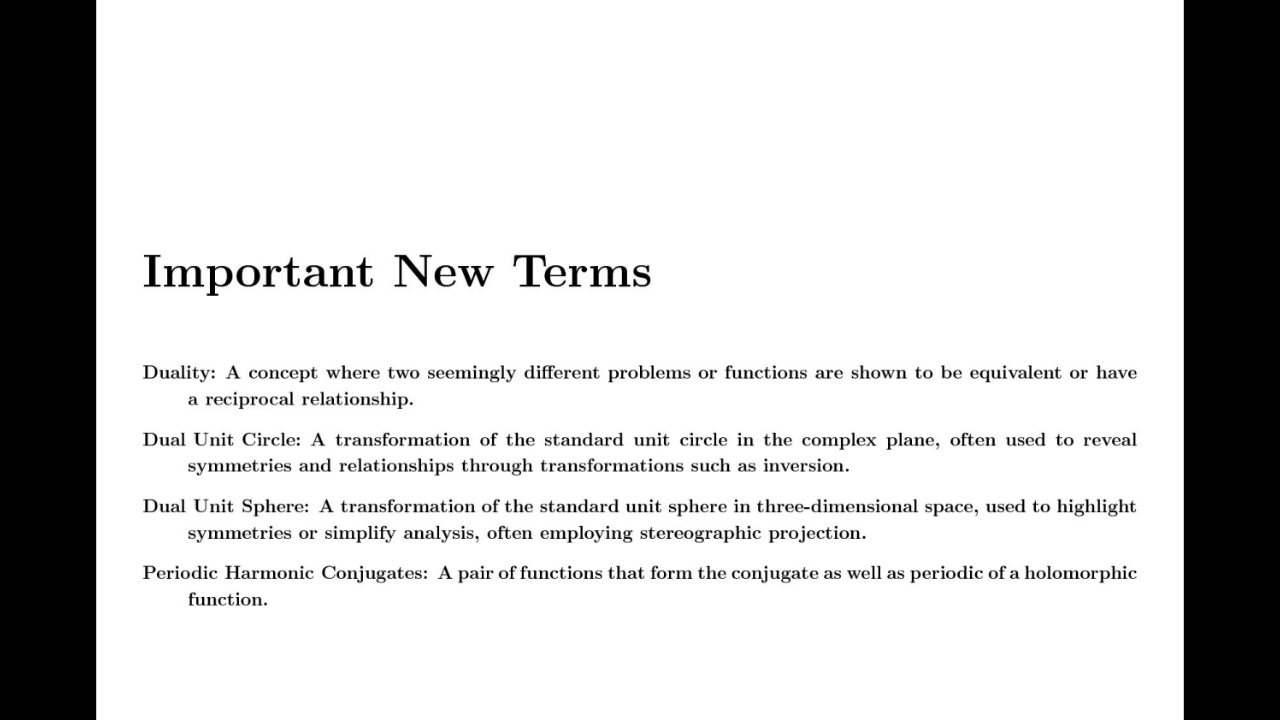 Important New Terms
Duality: A concept where two seemingly different problems or functions are shown to be equivalent or have
a reciprocal relationship.
Dual Unit Circle: A transformation of the standard unit circle in the complex plane, often used to reveal
symmetries and relationships through transformations such as inversion.
Dual Unit Sphere: A transformation of the standard unit sphere in three-dimensional space, used to highlight
symmetries or simplify analysis, often employing stereographic projection.
Periodic Harmonic Conjugates: A pair of functions that form the conjugate as well as periodic of a holomorphic
function.